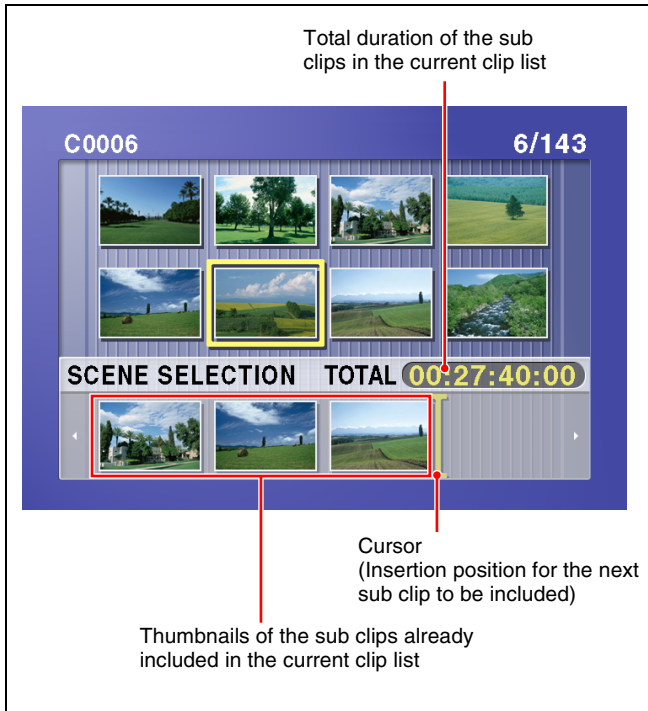 Total duration of the sub
clips in the current clip list
C0006 6/143
SCENE SELECTION TOTAL 00:27:40:00
Cursor
(Insertion position for the next
sub clip to be included)
Thumbnails of the sub clips already
included in the current clip list